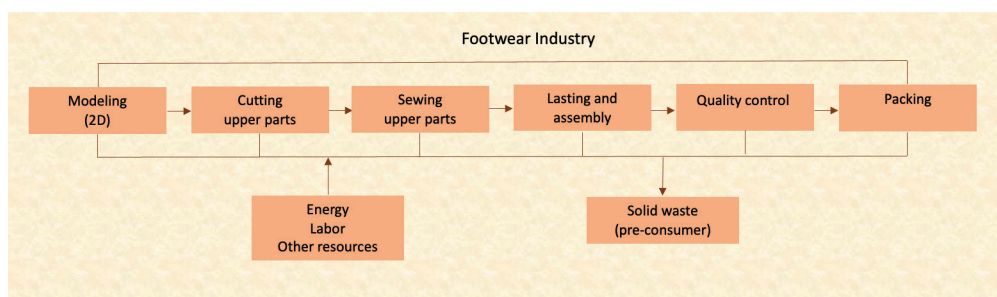 Footwear Industry
Modeling
(2D)
Cutting
upper parts
Sewing
upper parts
Lasting and
assembly
Quality control
Packing
Energy
Labor
Other resources
Solid waste
(pre-consumer)